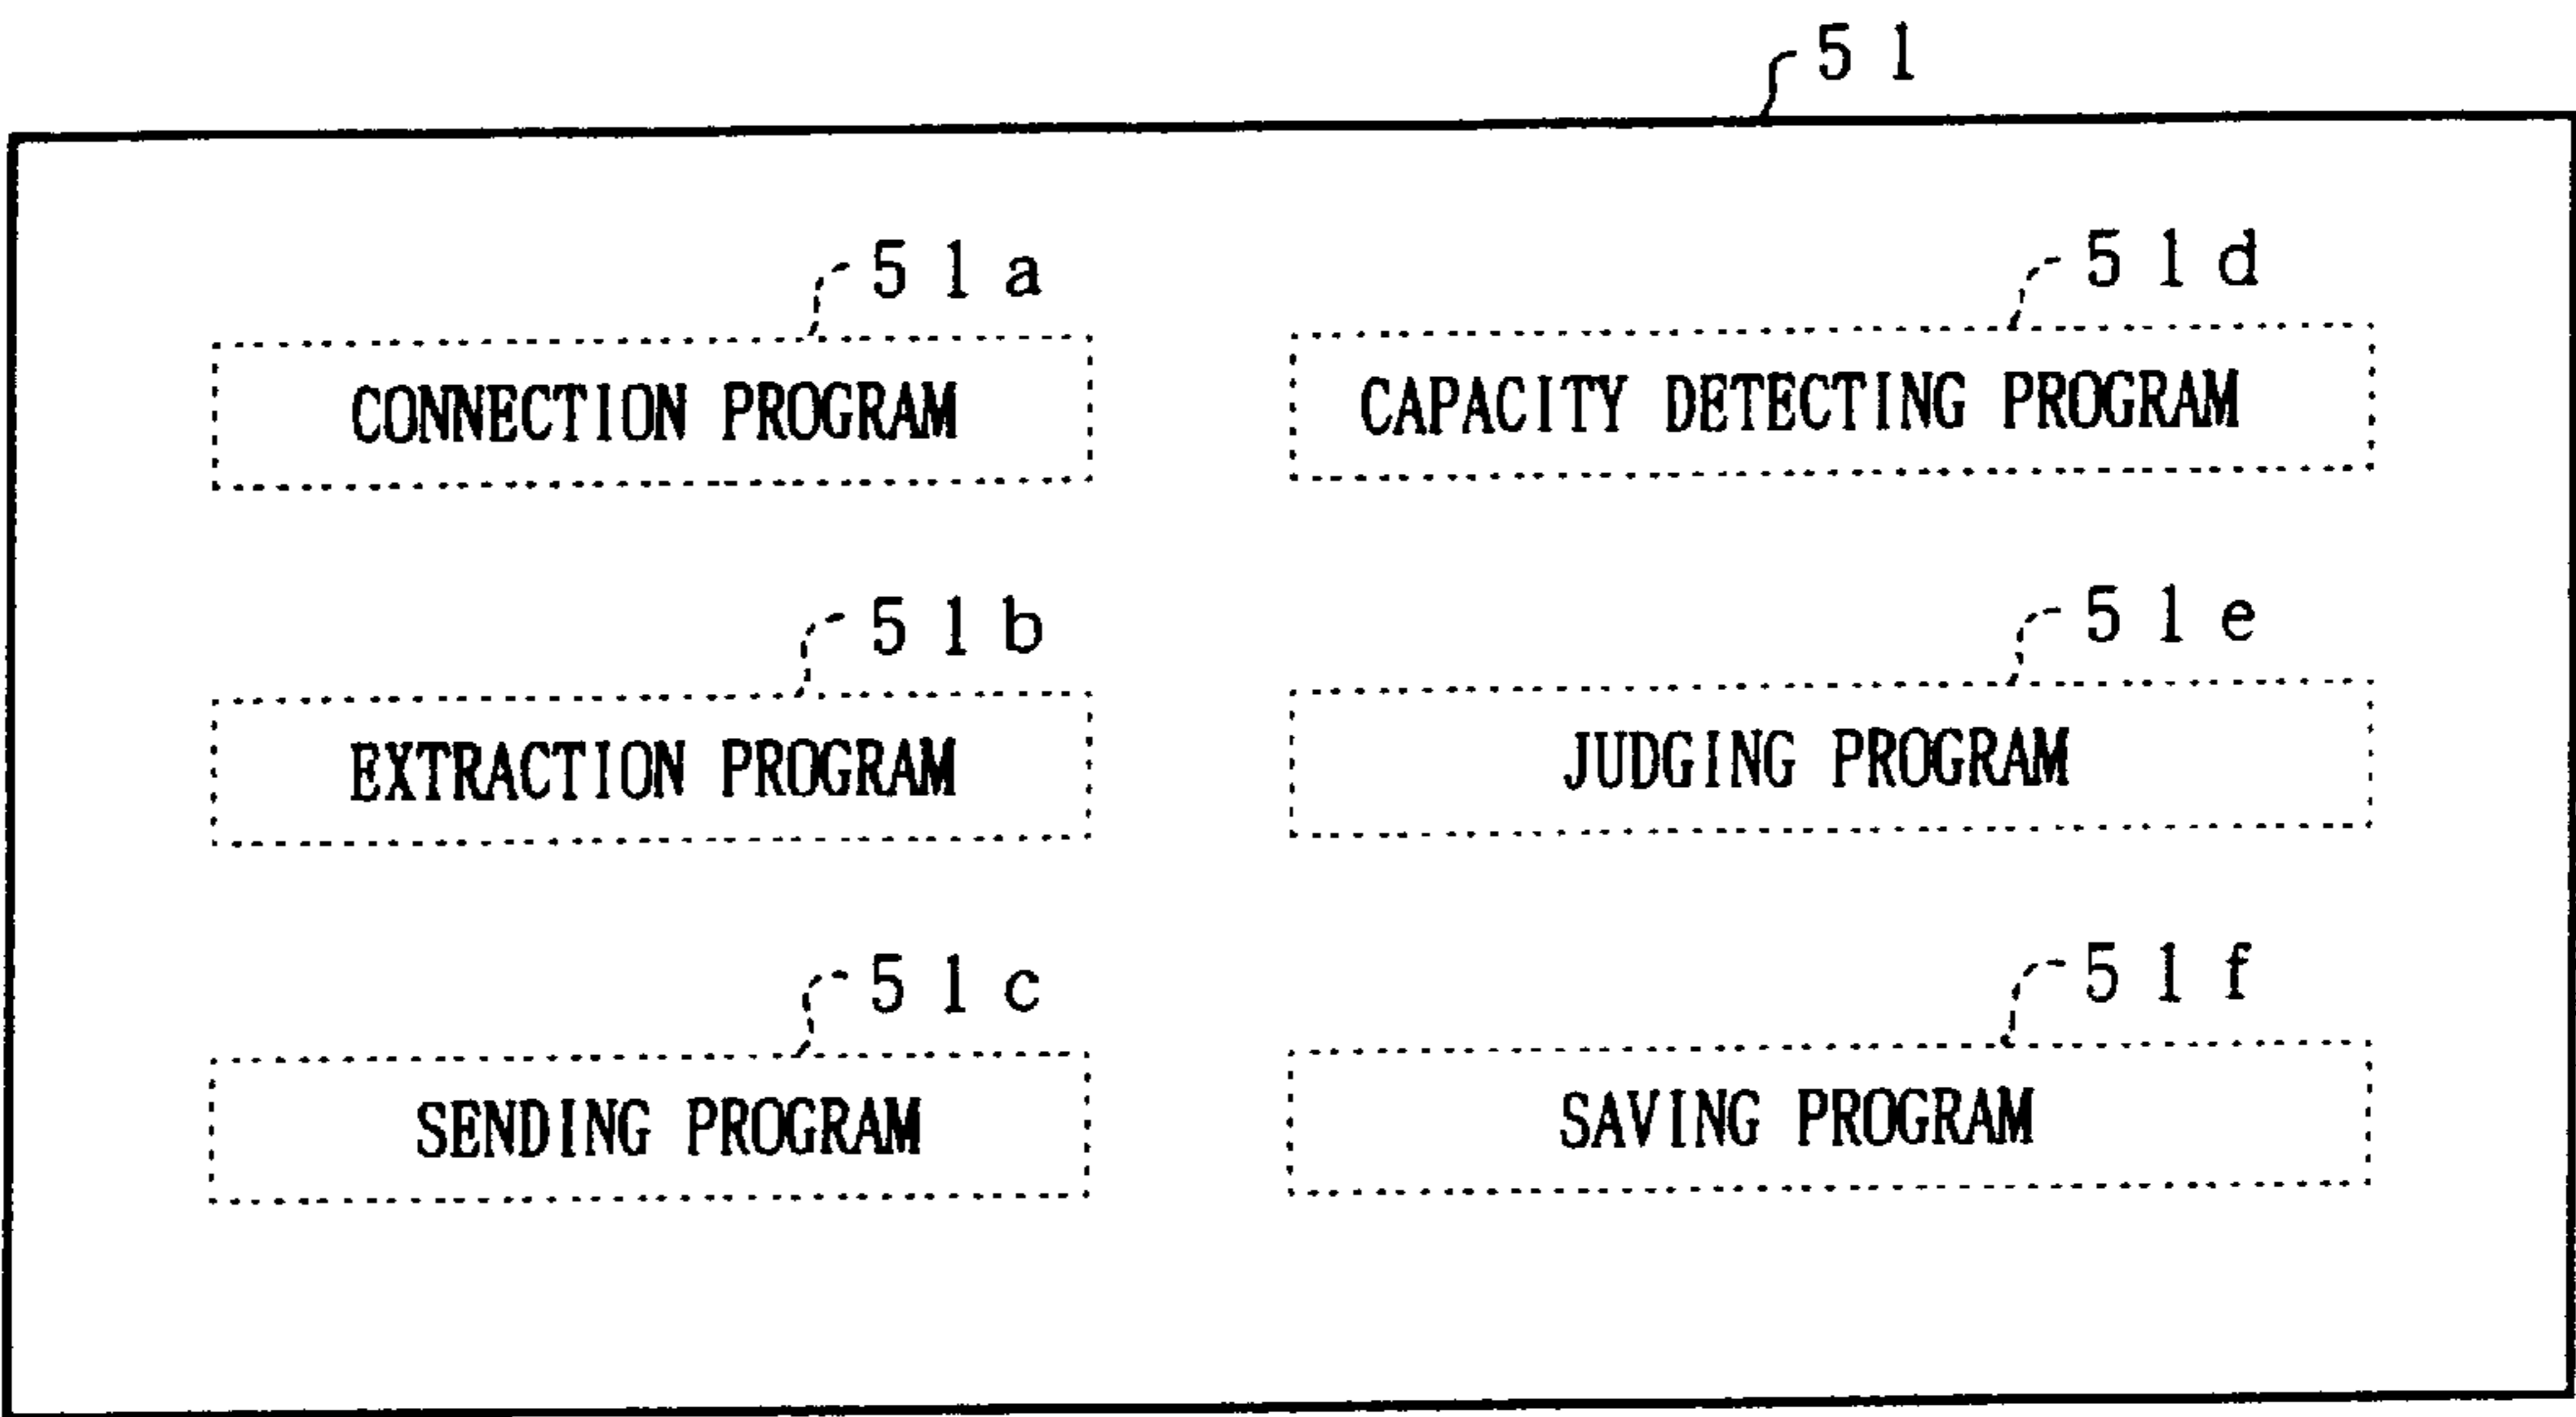 51
51a
CONNECTION PROGRAM
51b
EXTRACTION PROGRAM
51c
SENDING PROGRAM
51d
CAPACITY DETECTING PROGRAM
51e
JUDGING PROGRAM
51f
SAVING PROGRAM